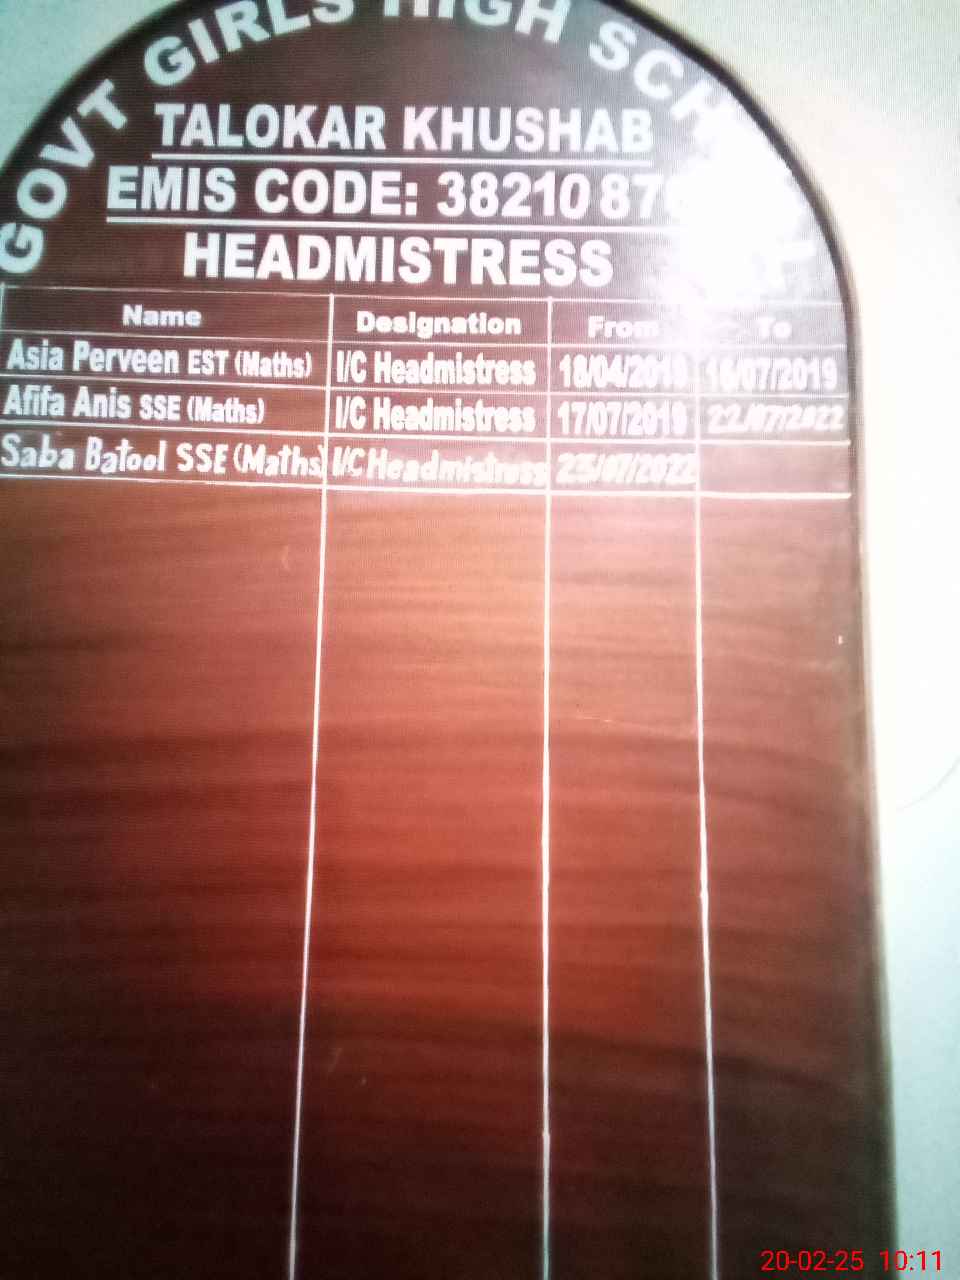 GOVT GIRLS HIGH SCHOOL
TALOKAR KHUSHAB
EMIS CODE: 38210 87
HEADMISTRESS
Name Designation From To
Asia Perveen EST (Maths) I/C Headmistress 18/04/2019 16/07/2019
Afifa Anis SSE (Maths) I/C Headmistress 17/07/2019 22/07/2022
Saba Batool SSE (Maths) I/C Headmistress 23/07/2022
20-02-25 10:11